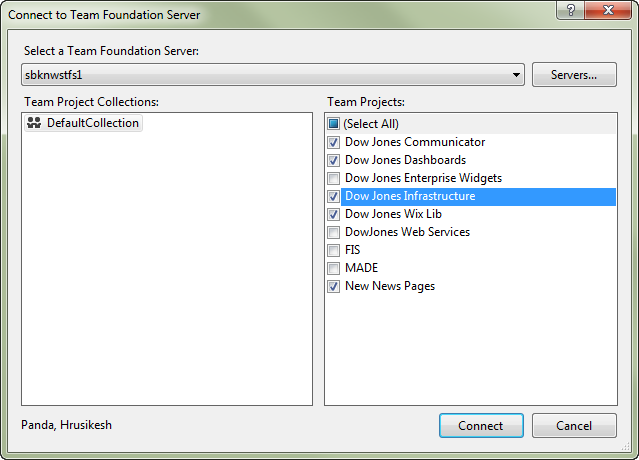 Connect to Team Foundation Server
Select a Team Foundation Server:
sbknwstfs1
Servers...
Team Project Collections:
DefaultCollection
Team Projects:
(Select All)
Dow Jones Communicator
Dow Jones Dashboards
Dow Jones Enterprise Widgets
Dow Jones Infrastructure
Dow Jones Wix Lib
DowJones Web Services
FIS
MADE
New News Pages
Panda, Hrusikesh
Connect
Cancel